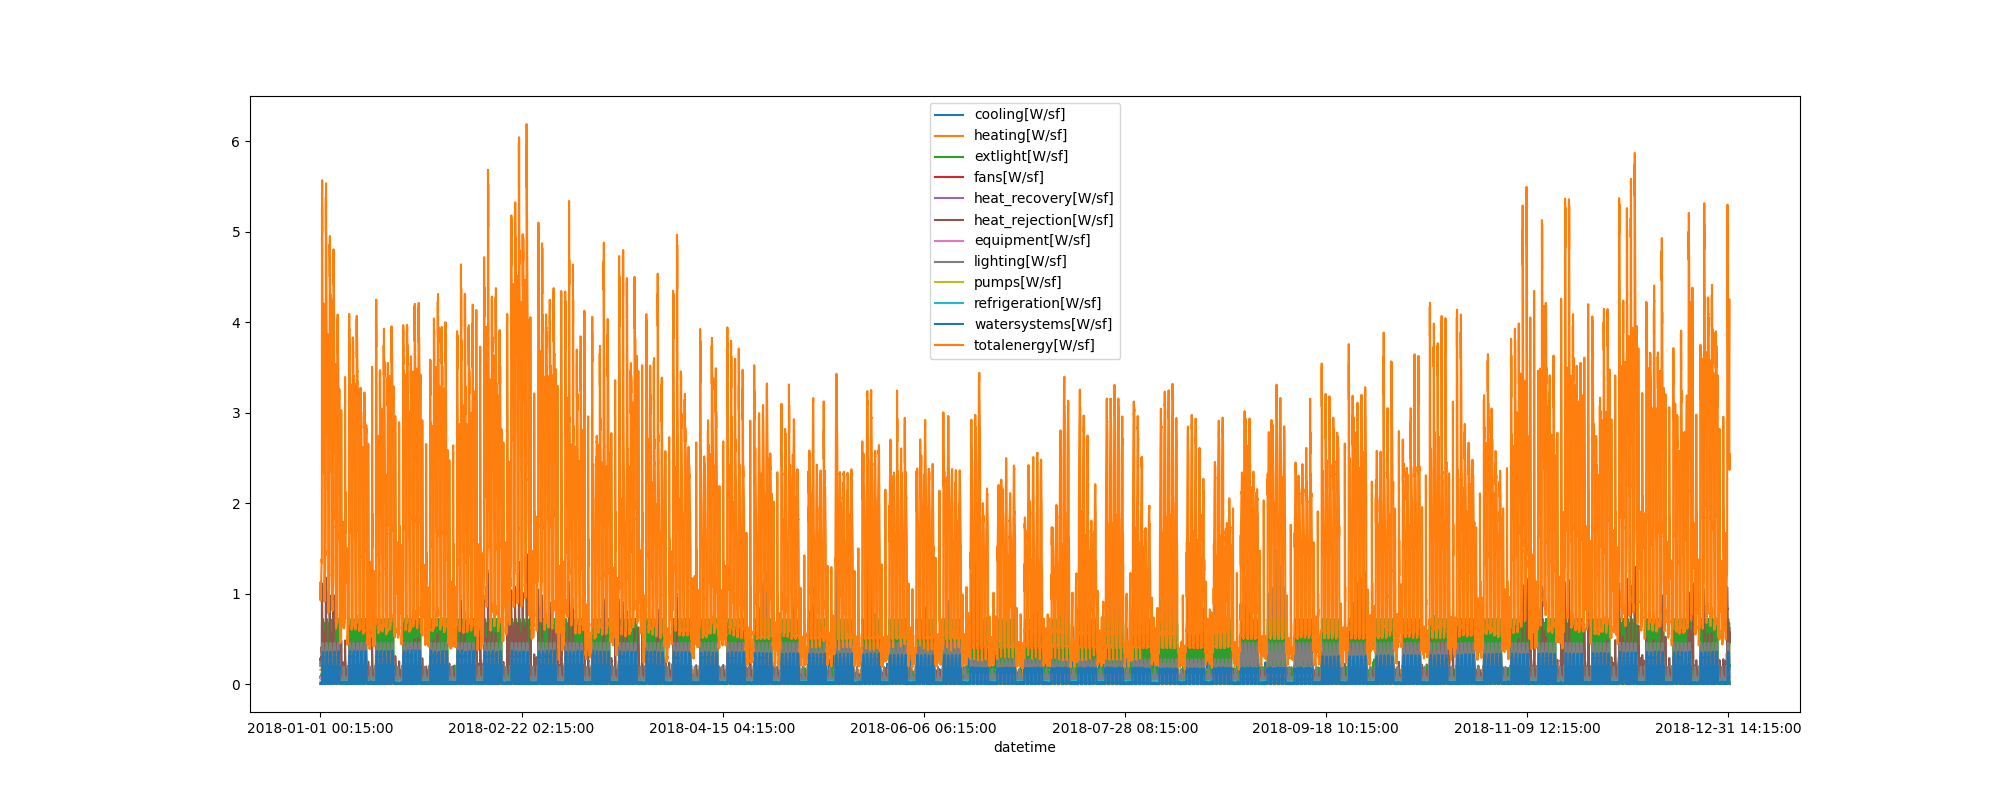 cooling[W/sf]
heating[W/sf]
extlight[W/sf]
fans[W/sf]
heat_recovery[W/sf]
heat_rejection[W/sf]
equipment[W/sf]
lighting[W/sf]
pumps[W/sf]
refrigeration[W/sf]
watersystems[W/sf]
totalenergy[W/sf]
6
5
4
3
2
1
0
2018-01-01 00:15:00 2018-02-22 02:15:00 2018-04-15 04:15:00 2018-06-06 06:15:00 2018-07-28 08:15:00 2018-09-18 10:15:00 2018-11-09 12:15:00 2018-12-31 14:15:00
datetime